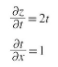 ∂z/∂t = 2t
∂t/∂x = 1